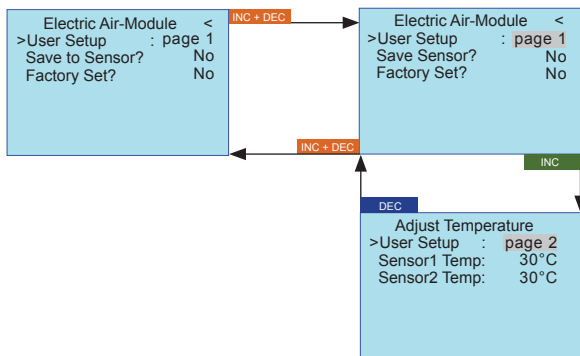 Electric Air-Module <
>User Setup : page 1
Save to Sensor? No
Factory Set? No
INC + DEC
Electric Air-Module <
>User Setup : page 1
Save Sensor? No
Factory Set? No
INC + DEC
INC
DEC
Adjust Temperature
>User Setup : page 2
Sensor1 Temp: 30°C
Sensor2 Temp: 30°C